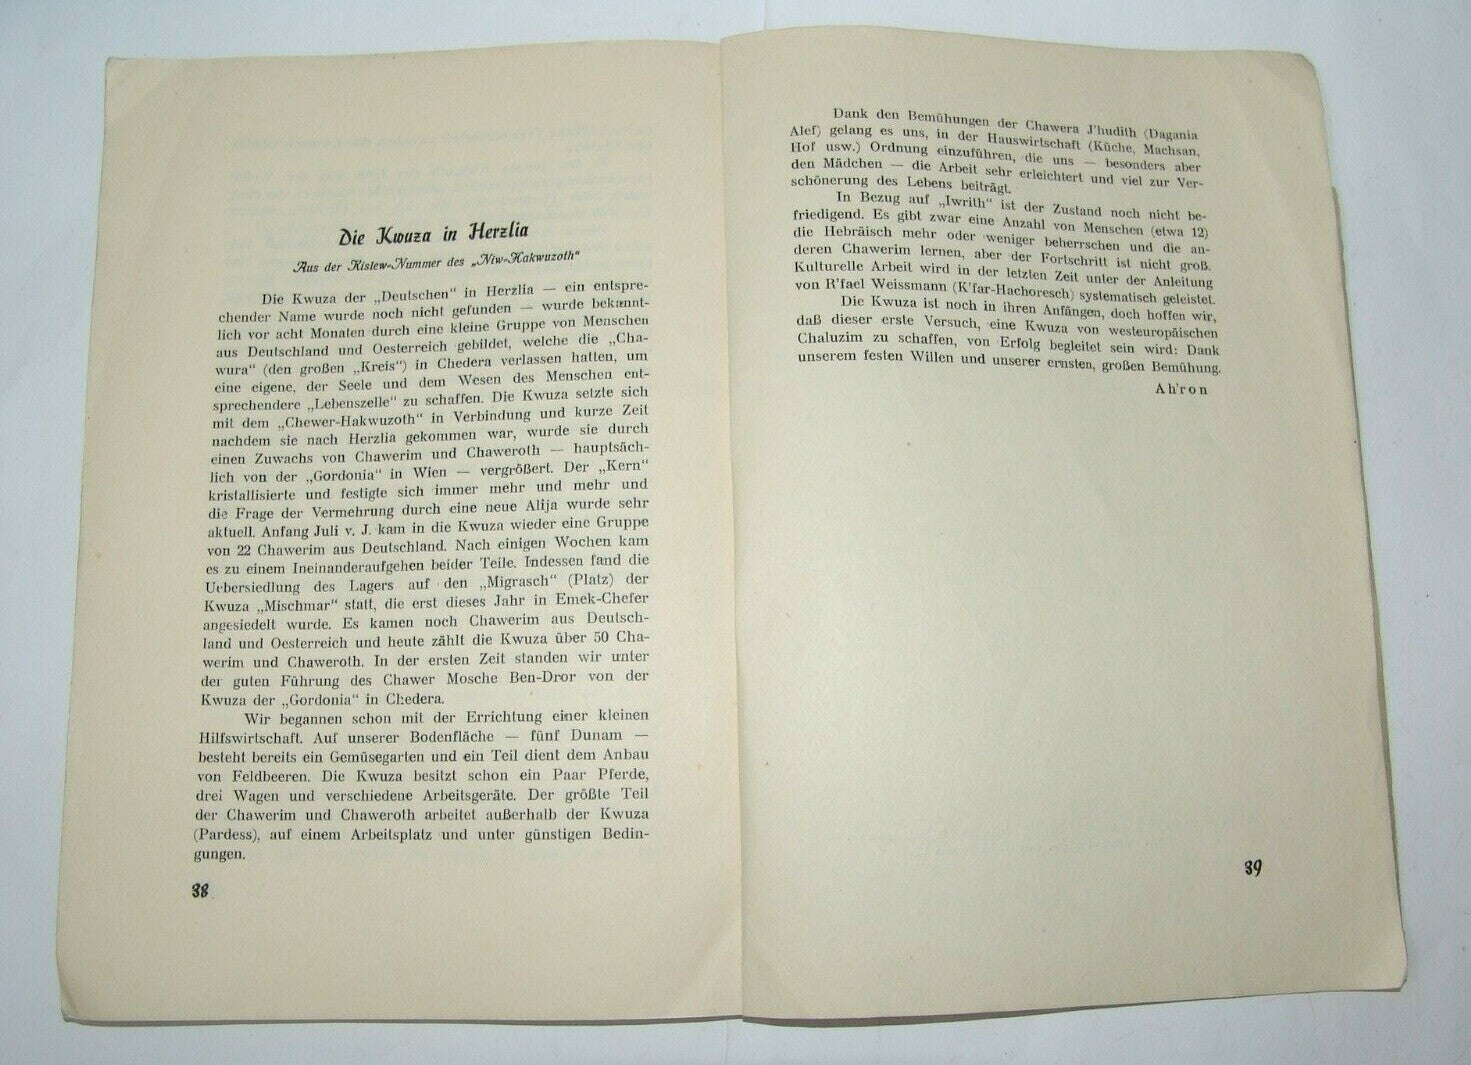 Die Kwuza in Herzlia
Aus der Kislew-Nummer des „Niw-Hakwuzoth“
Die Kwuza der „Deutschen“ in Herzlia — ein entspre-
chender Name wurde noch nicht gefunden — wurde bekannt-
lich vor acht Monaten durch eine kleine Gruppe von Menschen
aus Deutschland und Oesterreich gebildet, welche die „Cha-
wura“ (den großen „Kreis“) in Chedera verlassen hatten, um
eine eigene, der Seele und dem Wesen des Menschen ent-
sprechendere „Lebenszelle“ zu schaffen. Die Kwuza setzte sich
mit dem „Chewer-Hakwuzoth“ in Verbindung und kurze Zeit
nachdem sie nach Herzlia gekommen war, wurde sie durch
einen Zuwachs von Chawerim und Chaweroth — hauptsäch-
lich von der „Gordonia“ in Wien — vergrößert. Der „Kern“
kristallisierte und festigte sich immer mehr und mehr und
die Frage der Vermehrung durch eine neue Alija wurde sehr
aktuell. Anfang Juli v. J. kam in die Kwuza wieder eine Gruppe
von 22 Chawerim aus Deutschland. Nach einigen Wochen kam
es zu einem Ineinanderaufgehen beider Teile. Indessen fand die
Uebersiedlung des Lagers auf den „Migrasch“ (Platz) der
Kwuza „Mischmar“ statt, die erst dieses Jahr in Emek-Chefer
angesiedelt wurde. Es kamen noch Chawerim aus Deutsch-
land und Oesterreich und heute zählt die Kwuza über 50 Cha-
werim und Chaweroth. In der ersten Zeit standen wir unter
der guten Führung des Chawer Mosche Ben-Dror von der
Kwuza der „Gordonia“ in Chedera.
Wir begannen schon mit der Errichtung einer kleinen
Hilfswirtschaft. Auf unserer Bodenfläche — fünf Dunam —
besteht bereits ein Gemüsegarten und ein Teil dient dem Anbau
von Feldbeeren. Die Kwuza besitzt schon ein Paar Pferde,
drei Wagen und verschiedene Arbeitsgeräte. Der größte Teil
der Chawerim und Chaweroth arbeitet außerhalb der Kwuza
(Pardess), auf einem Arbeitsplatz und unter günstigen Bedin-
gungen.
38
Dank den Bemühungen der Chawera J'hudith (Dagania
Alef) gelang es uns, in der Hauswirtschaft (Küche, Machsan,
Hof usw.) Ordnung einzuführen, die uns — besonders aber
den Mädchen — die Arbeit sehr erleichtert und viel zur Ver-
schönerung des Lebens beiträgt.
In Bezug auf „Iwrith“ ist der Zustand noch nicht be-
friedigend. Es gibt zwar eine Anzahl von Menschen (etwa 12)
die Hebräisch mehr oder weniger beherrschen und die an-
deren Chawerim lernen, aber der Fortschritt ist nicht groß.
Kulturelle Arbeit wird in der letzten Zeit unter der Anleitung
von R'fael Weissmann (K'far-Hachoresch) systematisch geleistet.
Die Kwuza ist noch in ihren Anfängen, doch hoffen wir,
daß dieser erste Versuch, eine Kwuza von westeuropäischen
Chaluzim zu schaffen, von Erfolg begleitet sein wird: Dank
unserem festen Willen und unserer ernsten, großen Bemühung.
Ah'ron
39